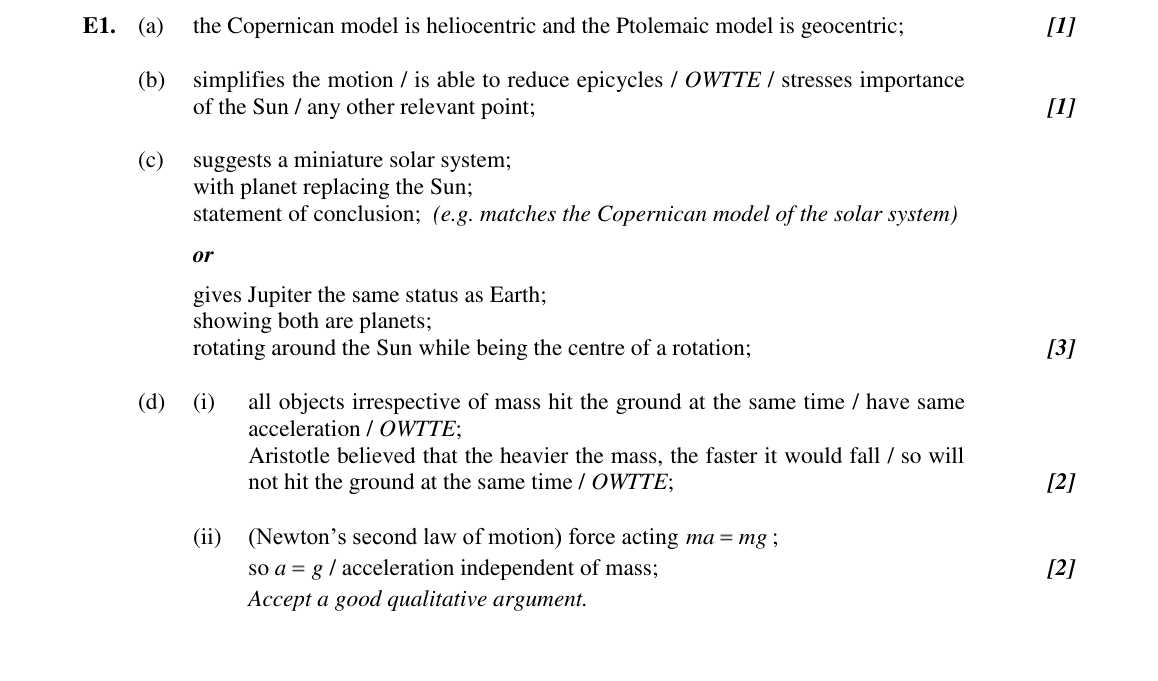 E1. (a) the Copernican model is heliocentric and the Ptolemaic model is geocentric; [1]
(b) simplifies the motion / is able to reduce epicycles / OWTTE / stresses importance
of the Sun / any other relevant point; [1]
(c) suggests a miniature solar system;
with planet replacing the Sun;
statement of conclusion; (e.g. matches the Copernican model of the solar system)
or
gives Jupiter the same status as Earth;
showing both are planets;
rotating around the Sun while being the centre of a rotation; [3]
(d) (i) all objects irrespective of mass hit the ground at the same time / have same
acceleration / OWTTE;
Aristotle believed that the heavier the mass, the faster it would fall / so will
not hit the ground at the same time / OWTTE; [2]
(ii) (Newton's second law of motion) force acting ma = mg ;
so a = g / acceleration independent of mass; [2]
Accept a good qualitative argument.